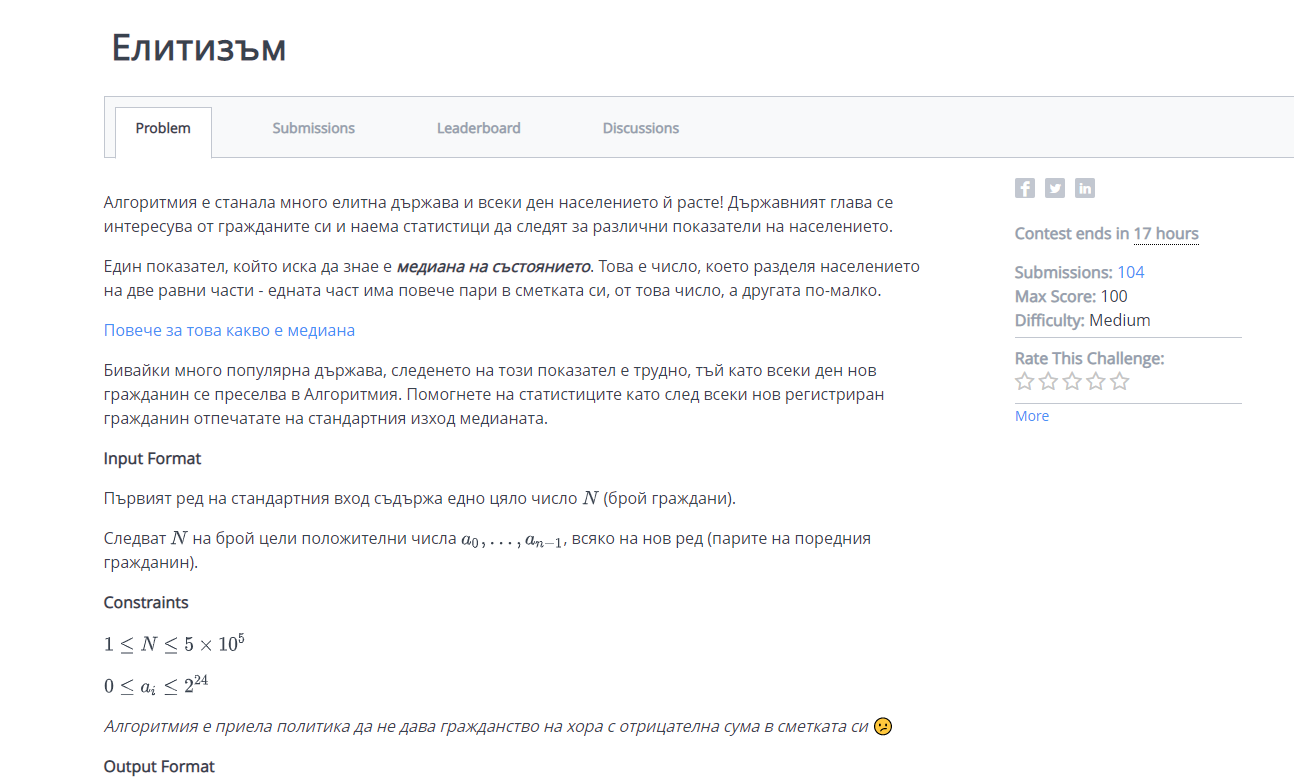 Елитизъм
Problem Submissions Leaderboard Discussions
Алгоритмия е станала много елитна държава и всеки ден населението й расте! Държавният глава се
интересува от гражданите си и наема статистици да следят за различни показатели на населението.
Един показател, който иска да знае е медиана на състоянието. Това е число, което разделя населението
на две равни части - едната част има повече пари в сметката си, от това число, а другата по-малко.
Повече за това какво е медиана
Бивайки много популярна държава, следенето на този показател е трудно, тъй като всеки ден нов
гражданин се преселва в Алгоритмия. Помогнете на статистиците като след всеки нов регистриран
гражданин отпечатате на стандартния изход медианата.
Input Format
Първият ред на стандартния вход съдържа едно цяло число N (брой граждани).
Следват N на брой цели положителни числа a₀, . . . , aₙ₋₁, всяко на нов ред (парите на поредния
гражданин).
Constraints
1 ≤ N ≤ 5 × 10⁵
0 ≤ aᵢ ≤ 2²⁴
Алгоритмия е приела политика да не дава гражданство на хора с отрицателна сума в сметката си 😕
Output Format
Contest ends in 17 hours
Submissions: 104
Max Score: 100
Difficulty: Medium
Rate This Challenge:
More